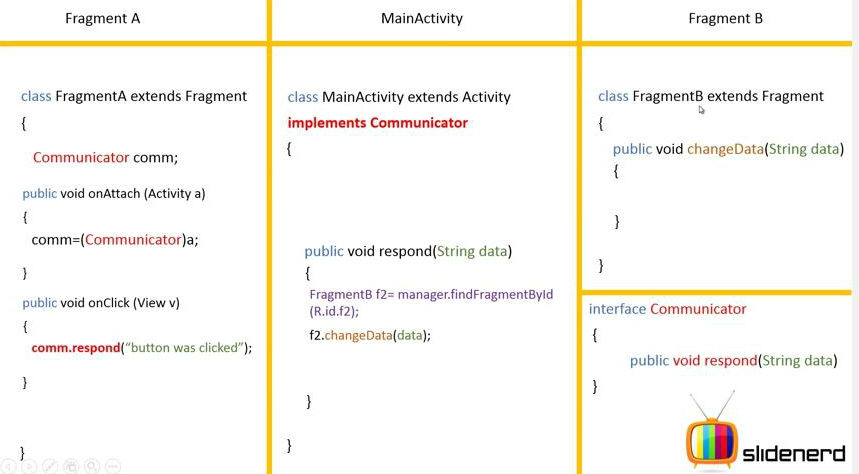 Fragment A
class FragmentA extends Fragment
{
Communicator comm;
public void onAttach (Activity a)
{
comm=(Communicator)a;
}
public void onClick (View v)
{
comm.respond(“button was clicked”);
}
}
MainActivity
class MainActivity extends Activity
implements Communicator
{
public void respond(String data)
{
FragmentB f2= manager.findFragmentById
(R.id.f2);
f2.changeData(data);
}
}
Fragment B
class FragmentB extends Fragment
{
public void changeData(String data)
{
}
}
interface Communicator
{
public void respond(String data)
}
slidenerd